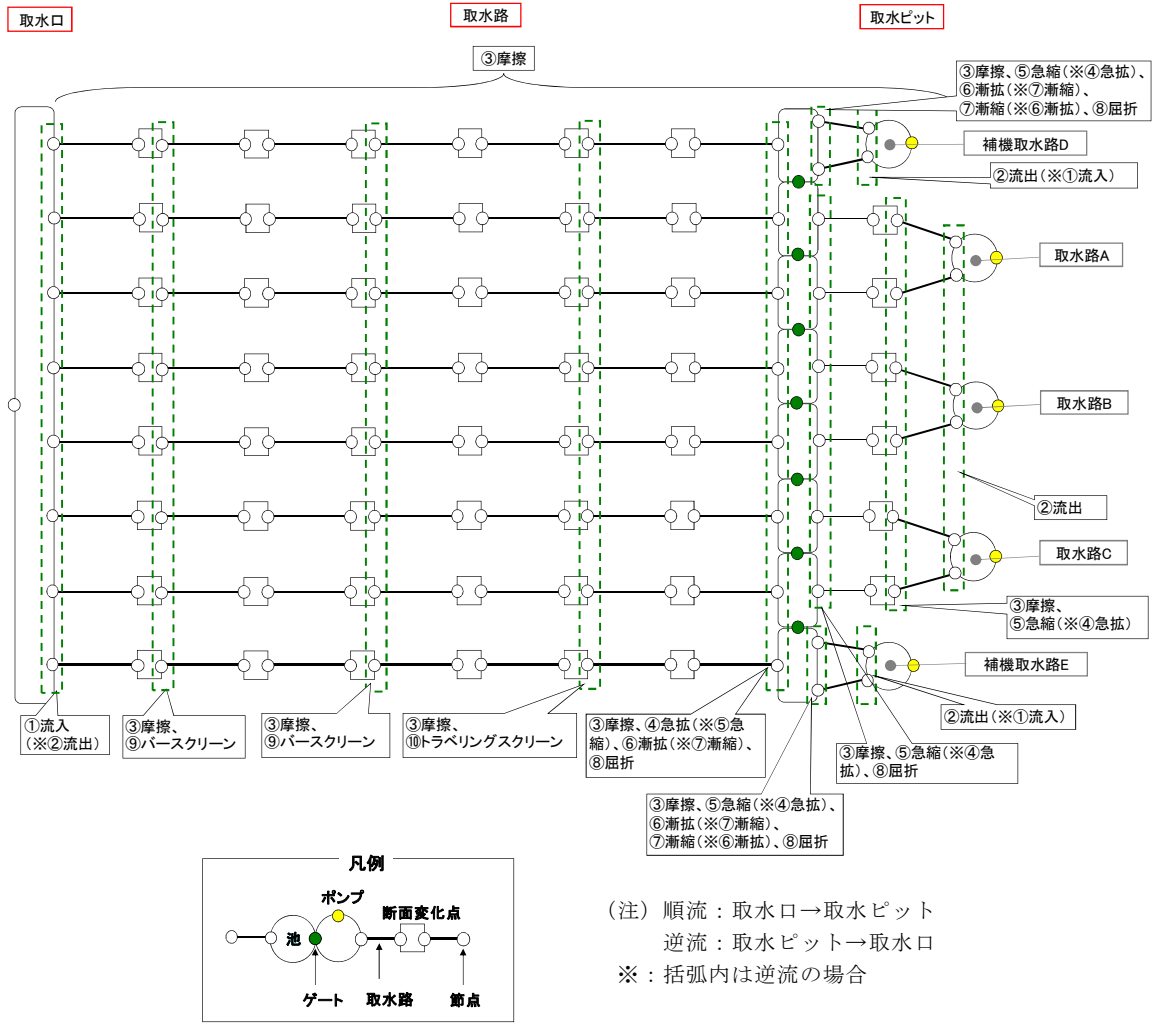 取水口
取水路
取水ピット
③摩擦
③摩擦、⑤急縮(※④急拡)、
⑥漸拡(※⑦漸縮)、
⑦漸縮(※⑥漸拡)、⑧屈折
補機取水路D
②流出(※①流入)
取水路A
取水路B
②流出
取水路C
③摩擦、
⑤急縮(※④急拡)
補機取水路E
②流出(※①流入)
①流入
(※②流出)
③摩擦、
⑨バースクリーン
③摩擦、
⑨バースクリーン
③摩擦、
⑩トラベリングスクリーン
③摩擦、④急拡(※⑤急
縮)、⑥漸拡(※⑦漸縮)、
⑧屈折
③摩擦、⑤急縮(※④急
拡)、⑧屈折
③摩擦、⑤急縮(※④急拡)、
⑥漸拡(※⑦漸縮)、
⑦漸縮(※⑥漸拡)、⑧屈折
凡例
ポンプ
断面変化点
池
ゲート
取水路
節点
(注) 順流：取水口→取水ピット
逆流：取水ピット→取水口
※：括弧内は逆流の場合